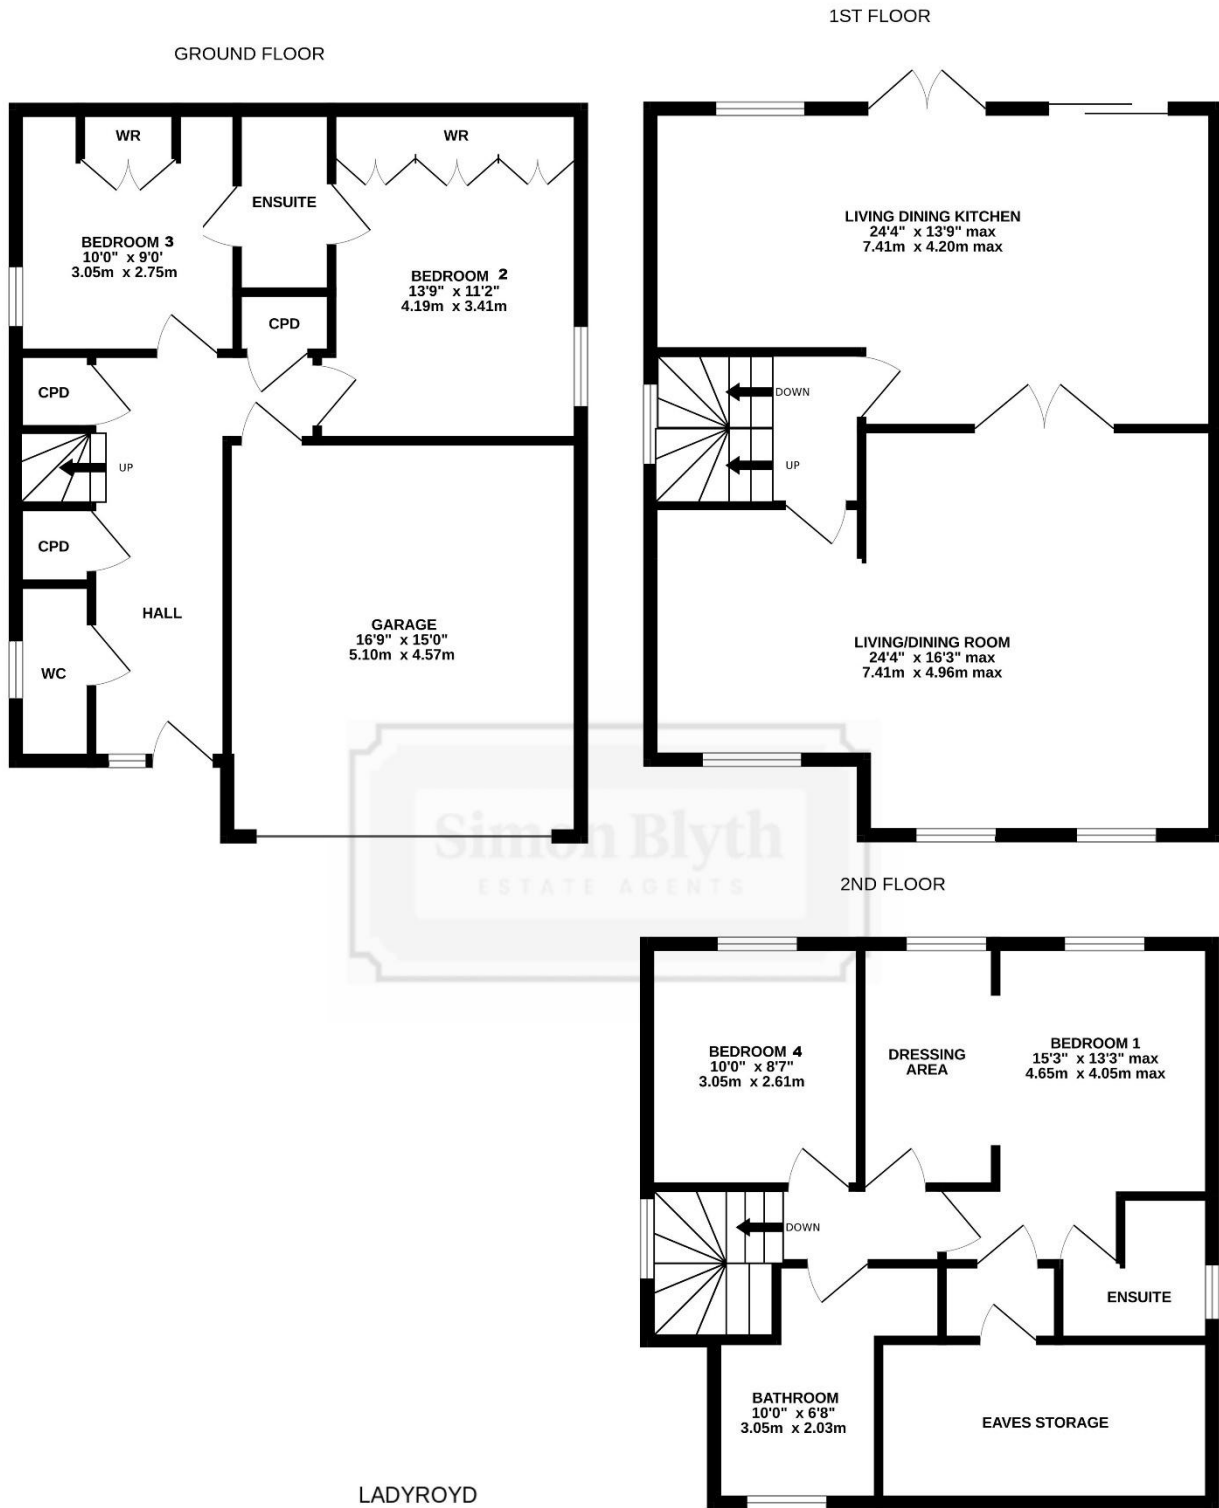 GROUND FLOOR
WR
WR
ENSUITE
BEDROOM 3
10'0" x 9'0'
3.05m x 2.75m
BEDROOM 2
13'9" x 11'2"
4.19m x 3.41m
CPD
CPD
UP
CPD
HALL
WC
GARAGE
16'9" x 15'0"
5.10m x 4.57m
1ST FLOOR
LIVING DINING KITCHEN
24'4" x 13'9" max
7.41m x 4.20m max
DOWN
UP
LIVING/DINING ROOM
24'4" x 16'3" max
7.41m x 4.96m max
Simon Blyth
ESTATE AGENTS
2ND FLOOR
BEDROOM 4
10'0" x 8'7"
3.05m x 2.61m
DRESSING
AREA
BEDROOM 1
15'3" x 13'3" max
4.65m x 4.05m max
DOWN
ENSUITE
BATHROOM
10'0" x 6'8"
3.05m x 2.03m
EAVES STORAGE
LADYROYD